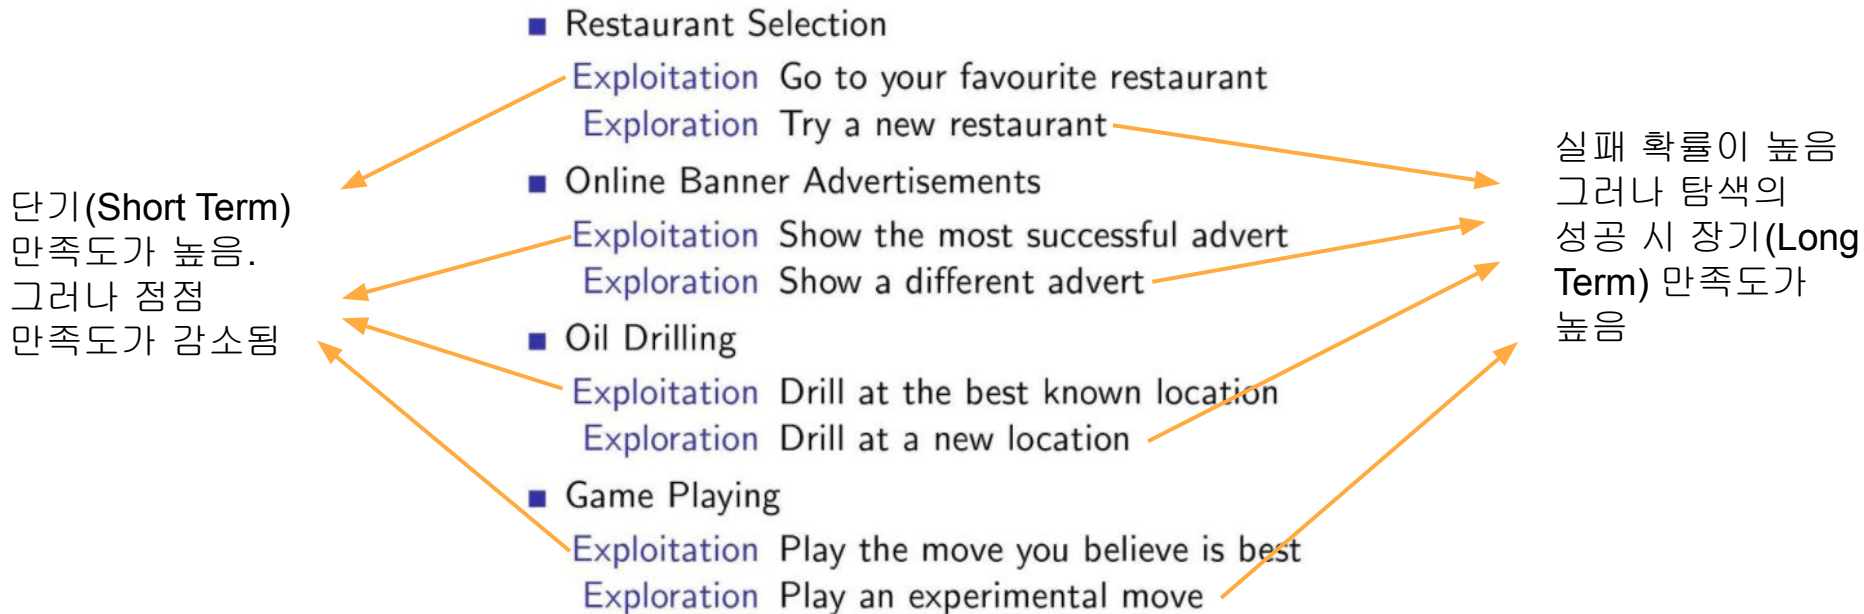 Restaurant Selection
Exploitation Go to your favourite restaurant
Exploration Try a new restaurant
Online Banner Advertisements
Exploitation Show the most successful advert
Exploration Show a different advert
Oil Drilling
Exploitation Drill at the best known location
Exploration Drill at a new location
Game Playing
Exploitation Play the move you believe is best
Exploration Play an experimental move
단기(Short Term)
만족도가 높음.
그러나 점점
만족도가 감소됨
실패 확률이 높음
그러나 탐색의
성공 시 장기(Long
Term) 만족도가
높음